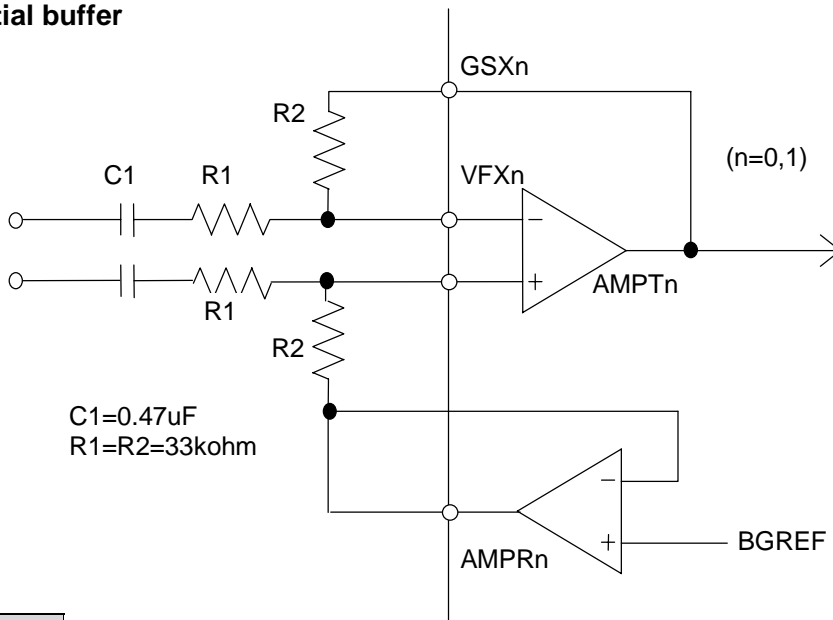 tial buffer
GSXn
R2
(n=0,1)
C1 R1 VFXn
−
+
AMPTn
R1
R2
C1=0.47uF
R1=R2=33kohm
−
+
BGREF
AMPRn